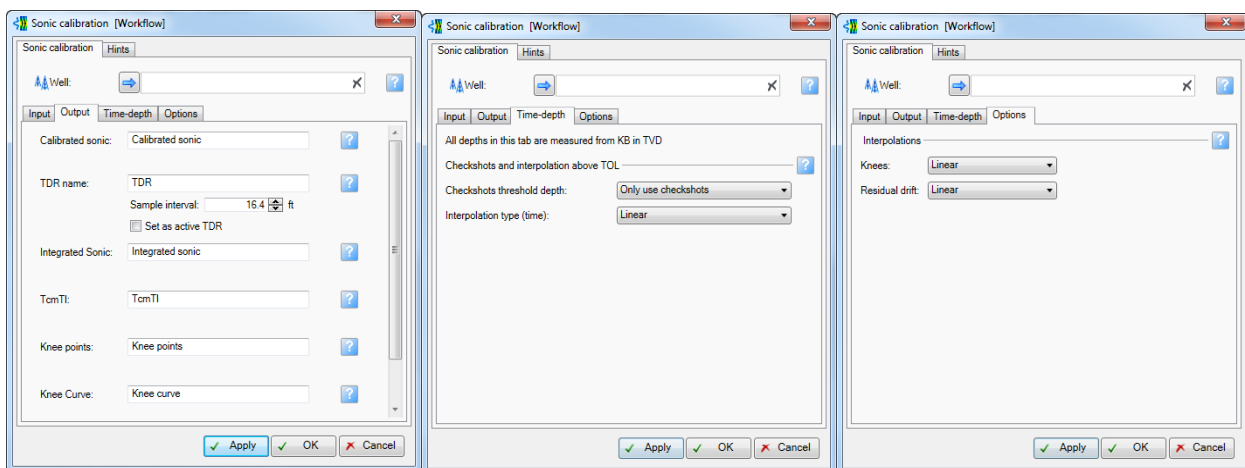 Sonic calibration [Workflow]
Sonic calibration Hints
Well:
Input Output Time-depth Options
Calibrated sonic: Calibrated sonic
TDR name: TDR
Sample interval: 16.4 ft
Set as active TDR
Integrated Sonic: Integrated sonic
TcmTI: TcmTI
Knee points: Knee points
Knee Curve: Knee curve
Apply OK Cancel
Sonic calibration [Workflow]
Sonic calibration Hints
Well:
Input Output Time-depth Options
All depths in this tab are measured from KB in TVD
Checkshots and interpolation above TOL
Checkshots threshold depth: Only use checkshots
Interpolation type (time): Linear
Apply OK Cancel
Sonic calibration [Workflow]
Sonic calibration Hints
Well:
Input Output Time-depth Options
Interpolations
Knees: Linear
Residual drift: Linear
Apply OK Cancel